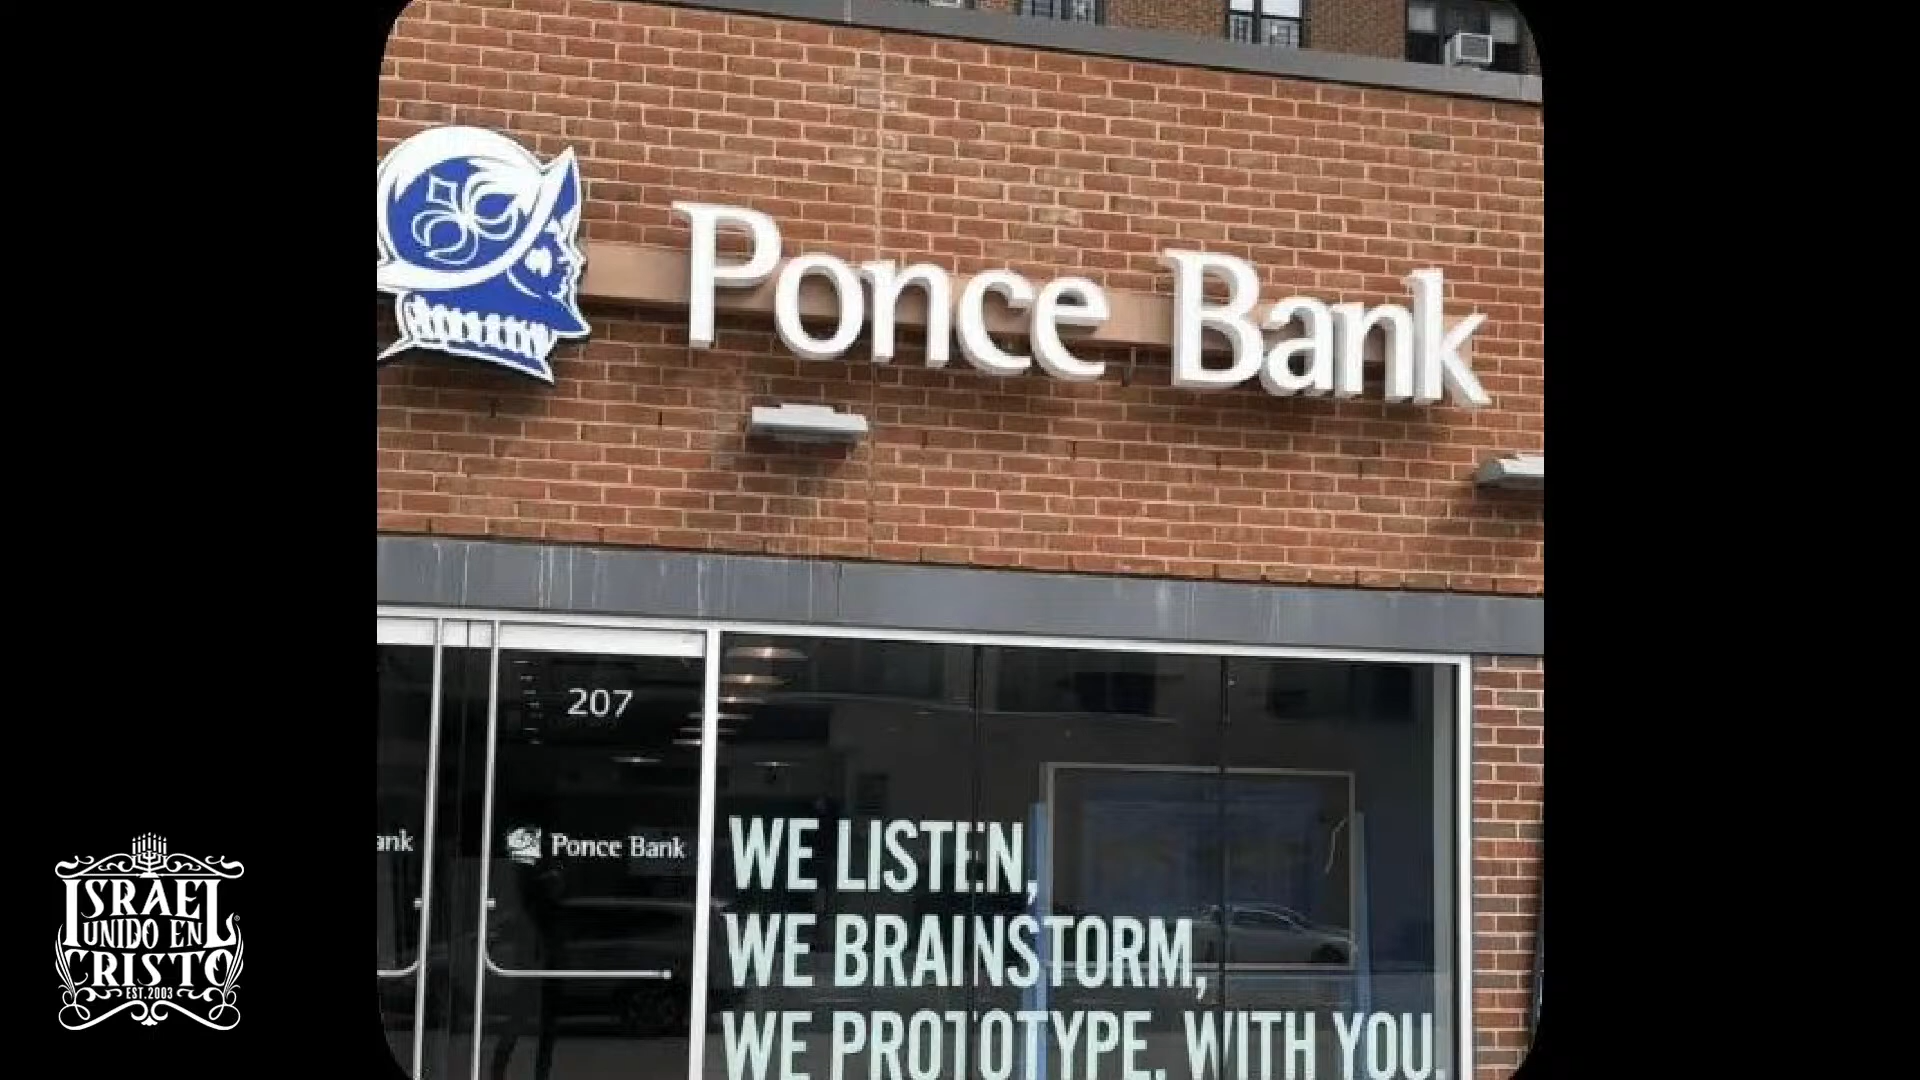 Ponce Bank
207
ank
Ponce Bank
WE LISTEN,
WE BRAINSTORM,
WE PROTOTYPE, WITH YOU.
ISRAEL
UNIDO EN
CRISTO
EST. 2003